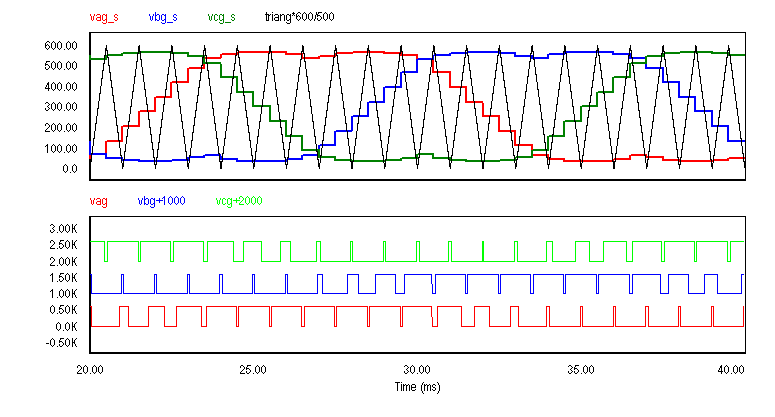 vag_s vbg_s vcg_s triang*600/500
600.00
500.00
400.00
300.00
200.00
100.00
0.0
vag vbg+1000 vcg+2000
3.00K
2.50K
2.00K
1.50K
1.00K
0.50K
0.0K
-0.50K
20.00 25.00 30.00 35.00 40.00
Time (ms)